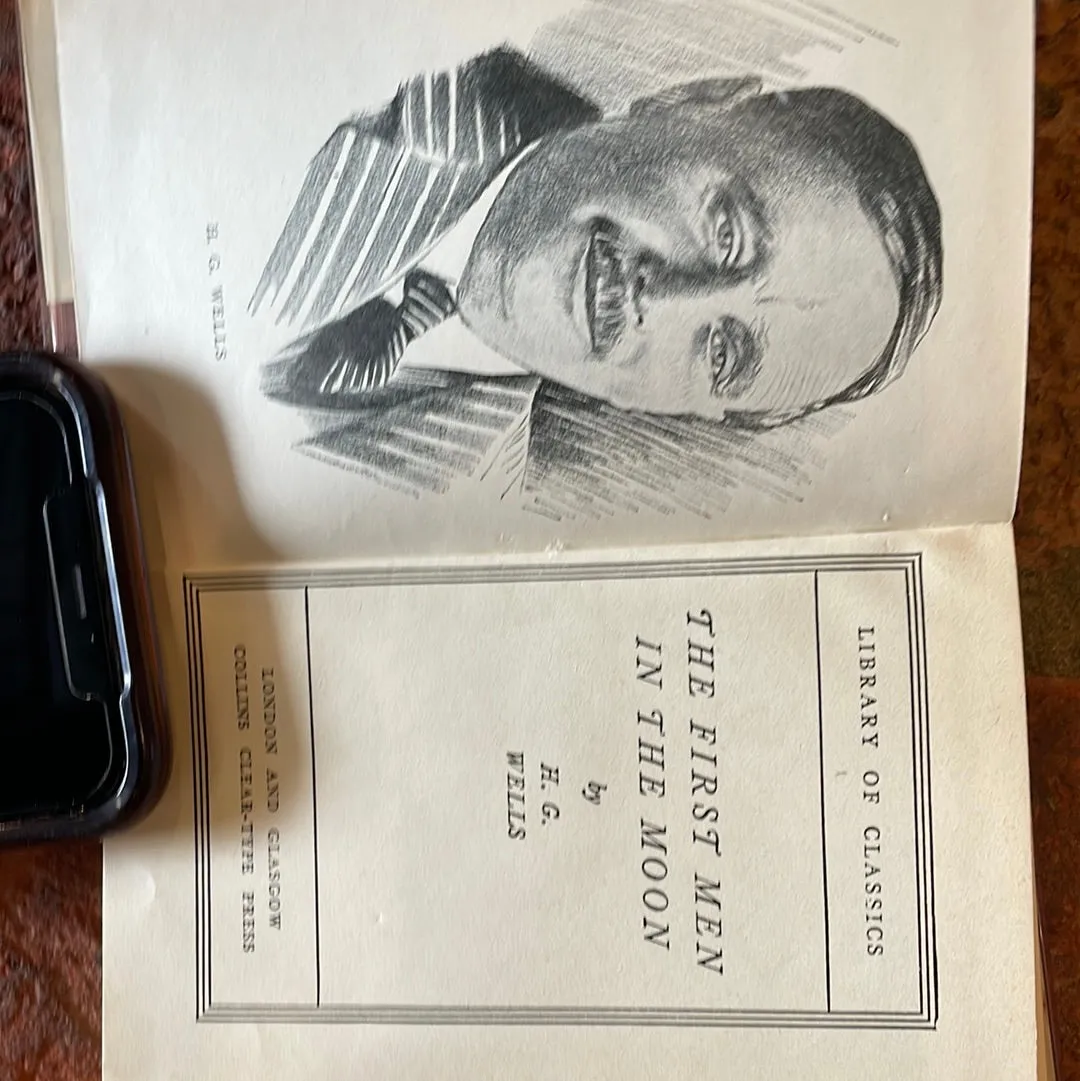 H. G. WELLS
LIBRARY OF CLASSICS
THE FIRST MEN
IN THE MOON
by
H. G.
WELLS
LONDON AND GLASGOW
COLLINS CLEAR-TYPE PRESS